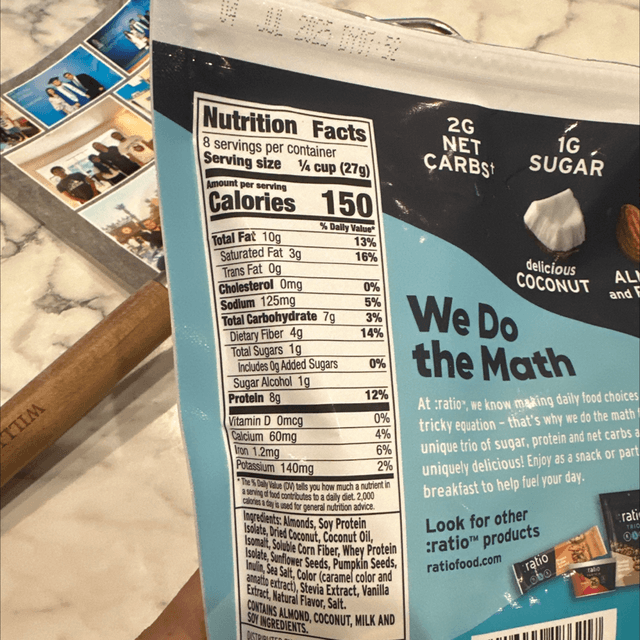 04 JUL 2025
Nutrition Facts
8 servings per container
Serving size ¼ cup (27g)
Amount per serving
Calories 150
% Daily Value*
Total Fat 10g 13%
Saturated Fat 3g 16%
Trans Fat 0g
Cholesterol 0mg 0%
Sodium 125mg 5%
Total Carbohydrate 7g 3%
Dietary Fiber 4g 14%
Total Sugars 1g
Includes 0g Added Sugars 0%
Sugar Alcohol 1g
Protein 8g 12%
Vitamin D 0mcg 0%
Calcium 60mg 4%
Iron 1.2mg 6%
Potassium 140mg 2%
*The % Daily Value (DV) tells you how much a nutrient in
a serving of food contributes to a daily diet. 2,000
calories a day is used for general nutrition advice.
Ingredients: Almonds, Soy Protein
Isolate, Dried Coconut, Coconut Oil,
Isomalt, Soluble Corn Fiber, Whey Protein
Isolate, Sunflower Seeds, Pumpkin Seeds,
Inulin, Sea Salt, Color (caramel color and
annatto extract), Stevia Extract, Vanilla
Extract, Natural Flavor, Salt.
CONTAINS ALMOND, COCONUT, MILK AND
SOY INGREDIENTS.
2G
NET
CARBS†
1G
SUGAR
delicious
COCONUT
and
We Do
the Math
At :ratio™, we know making daily food choices
tricky equation – that's why we do the math!
unique trio of sugar, protein and net carbs
uniquely delicious! Enjoy as a snack or part
breakfast to help fuel your day.
Look for other
:ratio™ products
ratiofood.com
:ratio